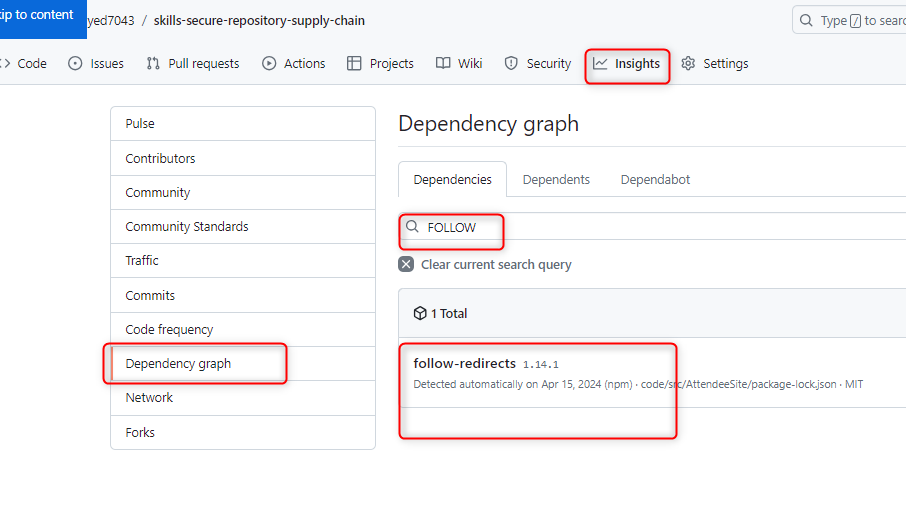 ip to content
yed7043 / skills-secure-repository-supply-chain
Type / to sear
Code Issues Pull requests Actions Projects Wiki Security Insights Settings
Pulse
Contributors
Community
Community Standards
Traffic
Commits
Code frequency
Dependency graph
Network
Forks
Dependency graph
Dependencies Dependents Dependabot
FOLLOW
Clear current search query
1 Total
follow-redirects 1.14.1
Detected automatically on Apr 15, 2024 (npm) · code/src/AttendeeSite/package-lock.json · MIT